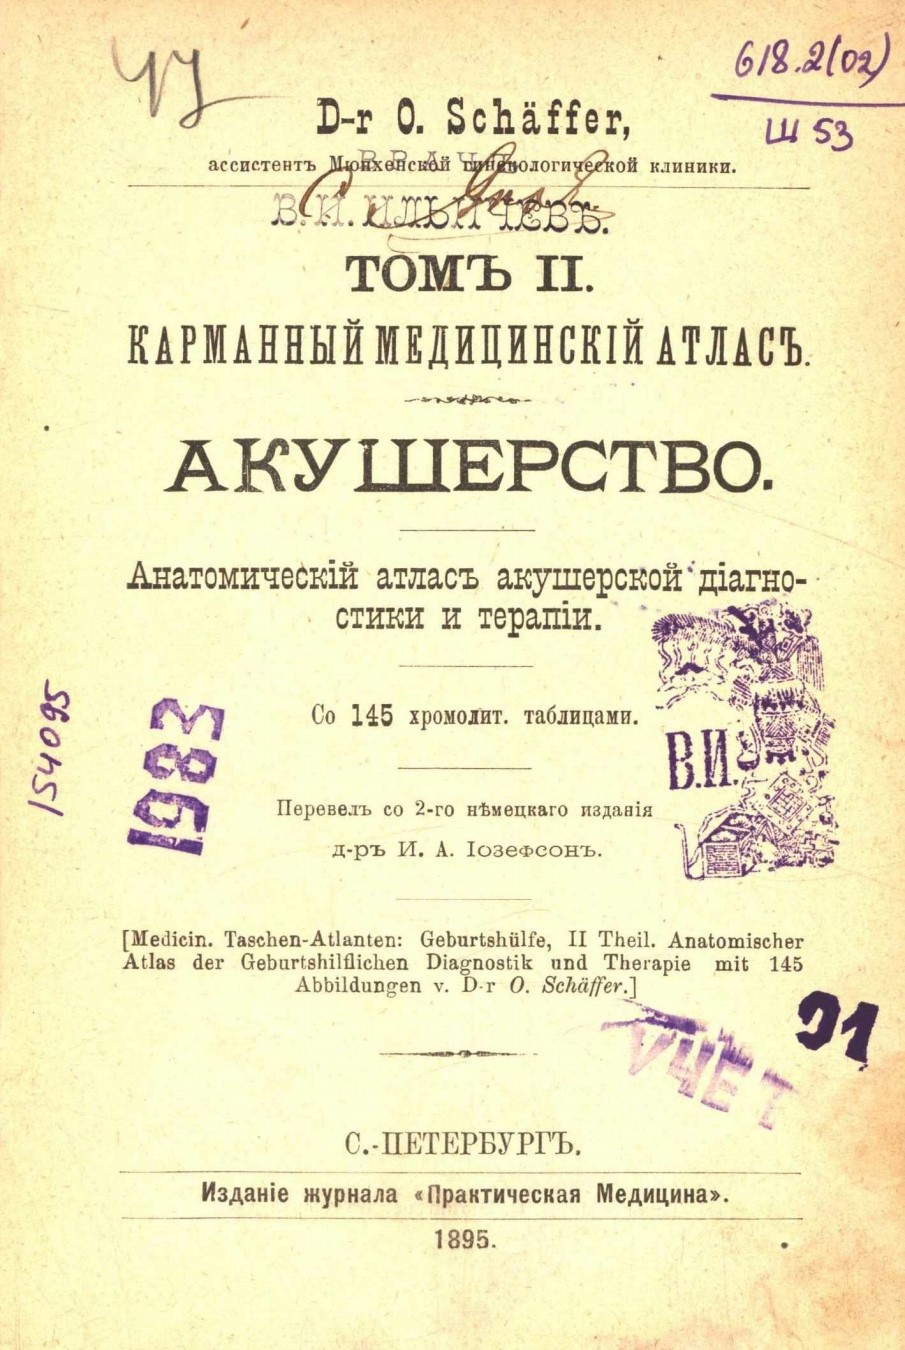 618.2(02)
Ш 53
D-r O. Schäffer,
ассистентъ Мюнхенской гинекологической клиники.
ВРАЧЪ
В. И. ИЛЬИЧЕВЪ.
ТОМЪ II.
КАРМАННЫЙ МЕДИЦИНСКІЙ АТЛАСЪ.
АКУШЕРСТВО.
Анатомическій атласъ акушерской діагно-
стики и терапіи.
Со 145 хромолит. таблицами.
154095
1983
В.И.
Перевелъ со 2-го нѣмецкаго изданія
д-ръ И. А. Іозефсонъ.
[Medicin. Taschen-Atlanten: Geburtshülfe, II Theil. Anatomischer
Atlas der Geburtshilflichen Diagnostik und Therapie mit 145
Abbildungen v. D-r O. Schäffer.]
91
УЧЕТ
С.-ПЕТЕРБУРГЪ.
Изданіе журнала «Практическая Медицина».
1895.